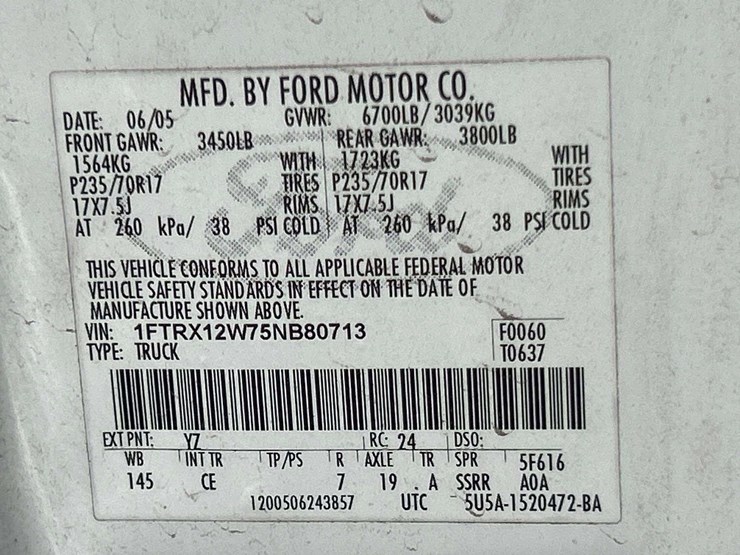 MFD. BY FORD MOTOR CO.
DATE: 06/05 GVWR: 6700LB/3039KG
FRONT GAWR: 3450LB REAR GAWR: 3800LB
1564KG WITH 1723KG WITH
P235/70R17 TIRES P235/70R17 TIRES
17X7.5J RIMS 17X7.5J RIMS
AT 260 kPa/ 38 PSI COLD AT 260 kPa/ 38 PSI COLD
Ford
THIS VEHICLE CONFORMS TO ALL APPLICABLE FEDERAL MOTOR
VEHICLE SAFETY STANDARDS IN EFFECT ON THE DATE OF
MANUFACTURE SHOWN ABOVE.
VIN: 1FTRX12W75NB80713 F0060
TYPE: TRUCK T0637
EXT PNT: YZ RC: 24 DSO:
WB INT TR TP/PS R AXLE TR SPR 5F616
145 CE 7 19 . A SSRR AOA
1200506243857 UTC 5U5A-1520472-BA